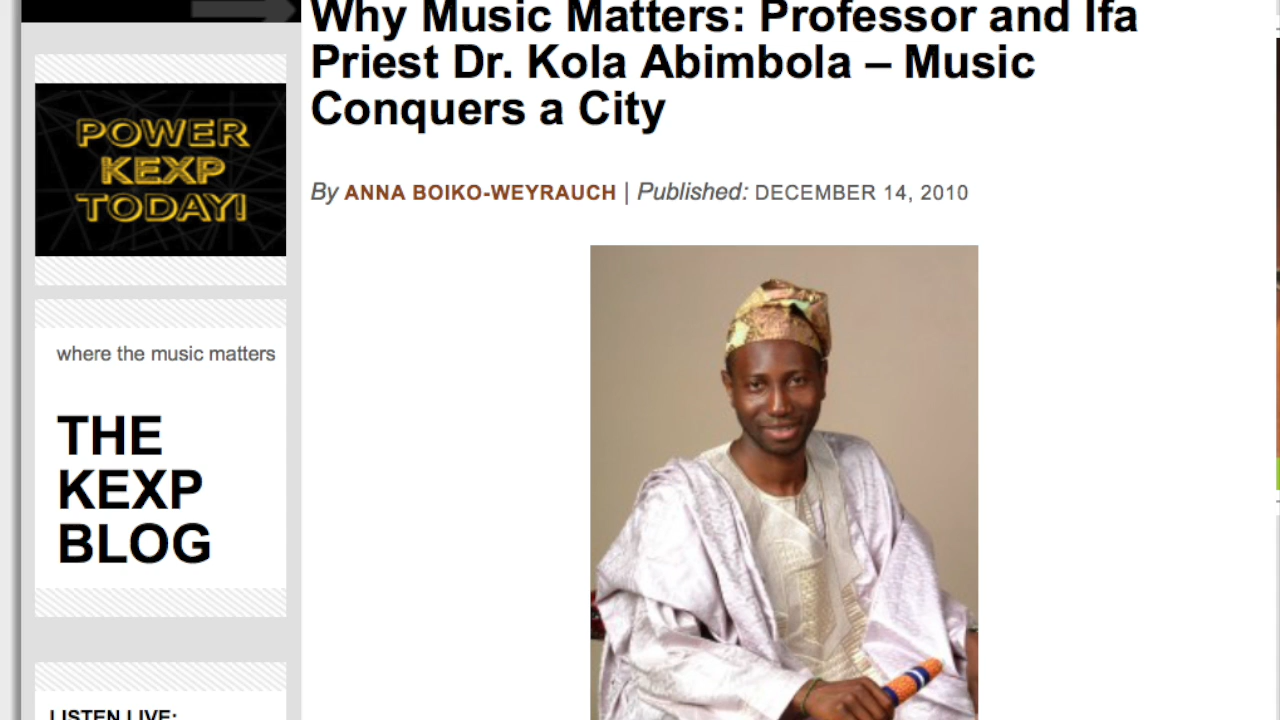 Why Music Matters: Professor and Ifa
Priest Dr. Kola Abimbola – Music
Conquers a City
By ANNA BOIKO-WEYRAUCH | Published: DECEMBER 14, 2010
POWER
KEXP
TODAY!
where the music matters
THE
KEXP
BLOG
LISTEN LIVE: